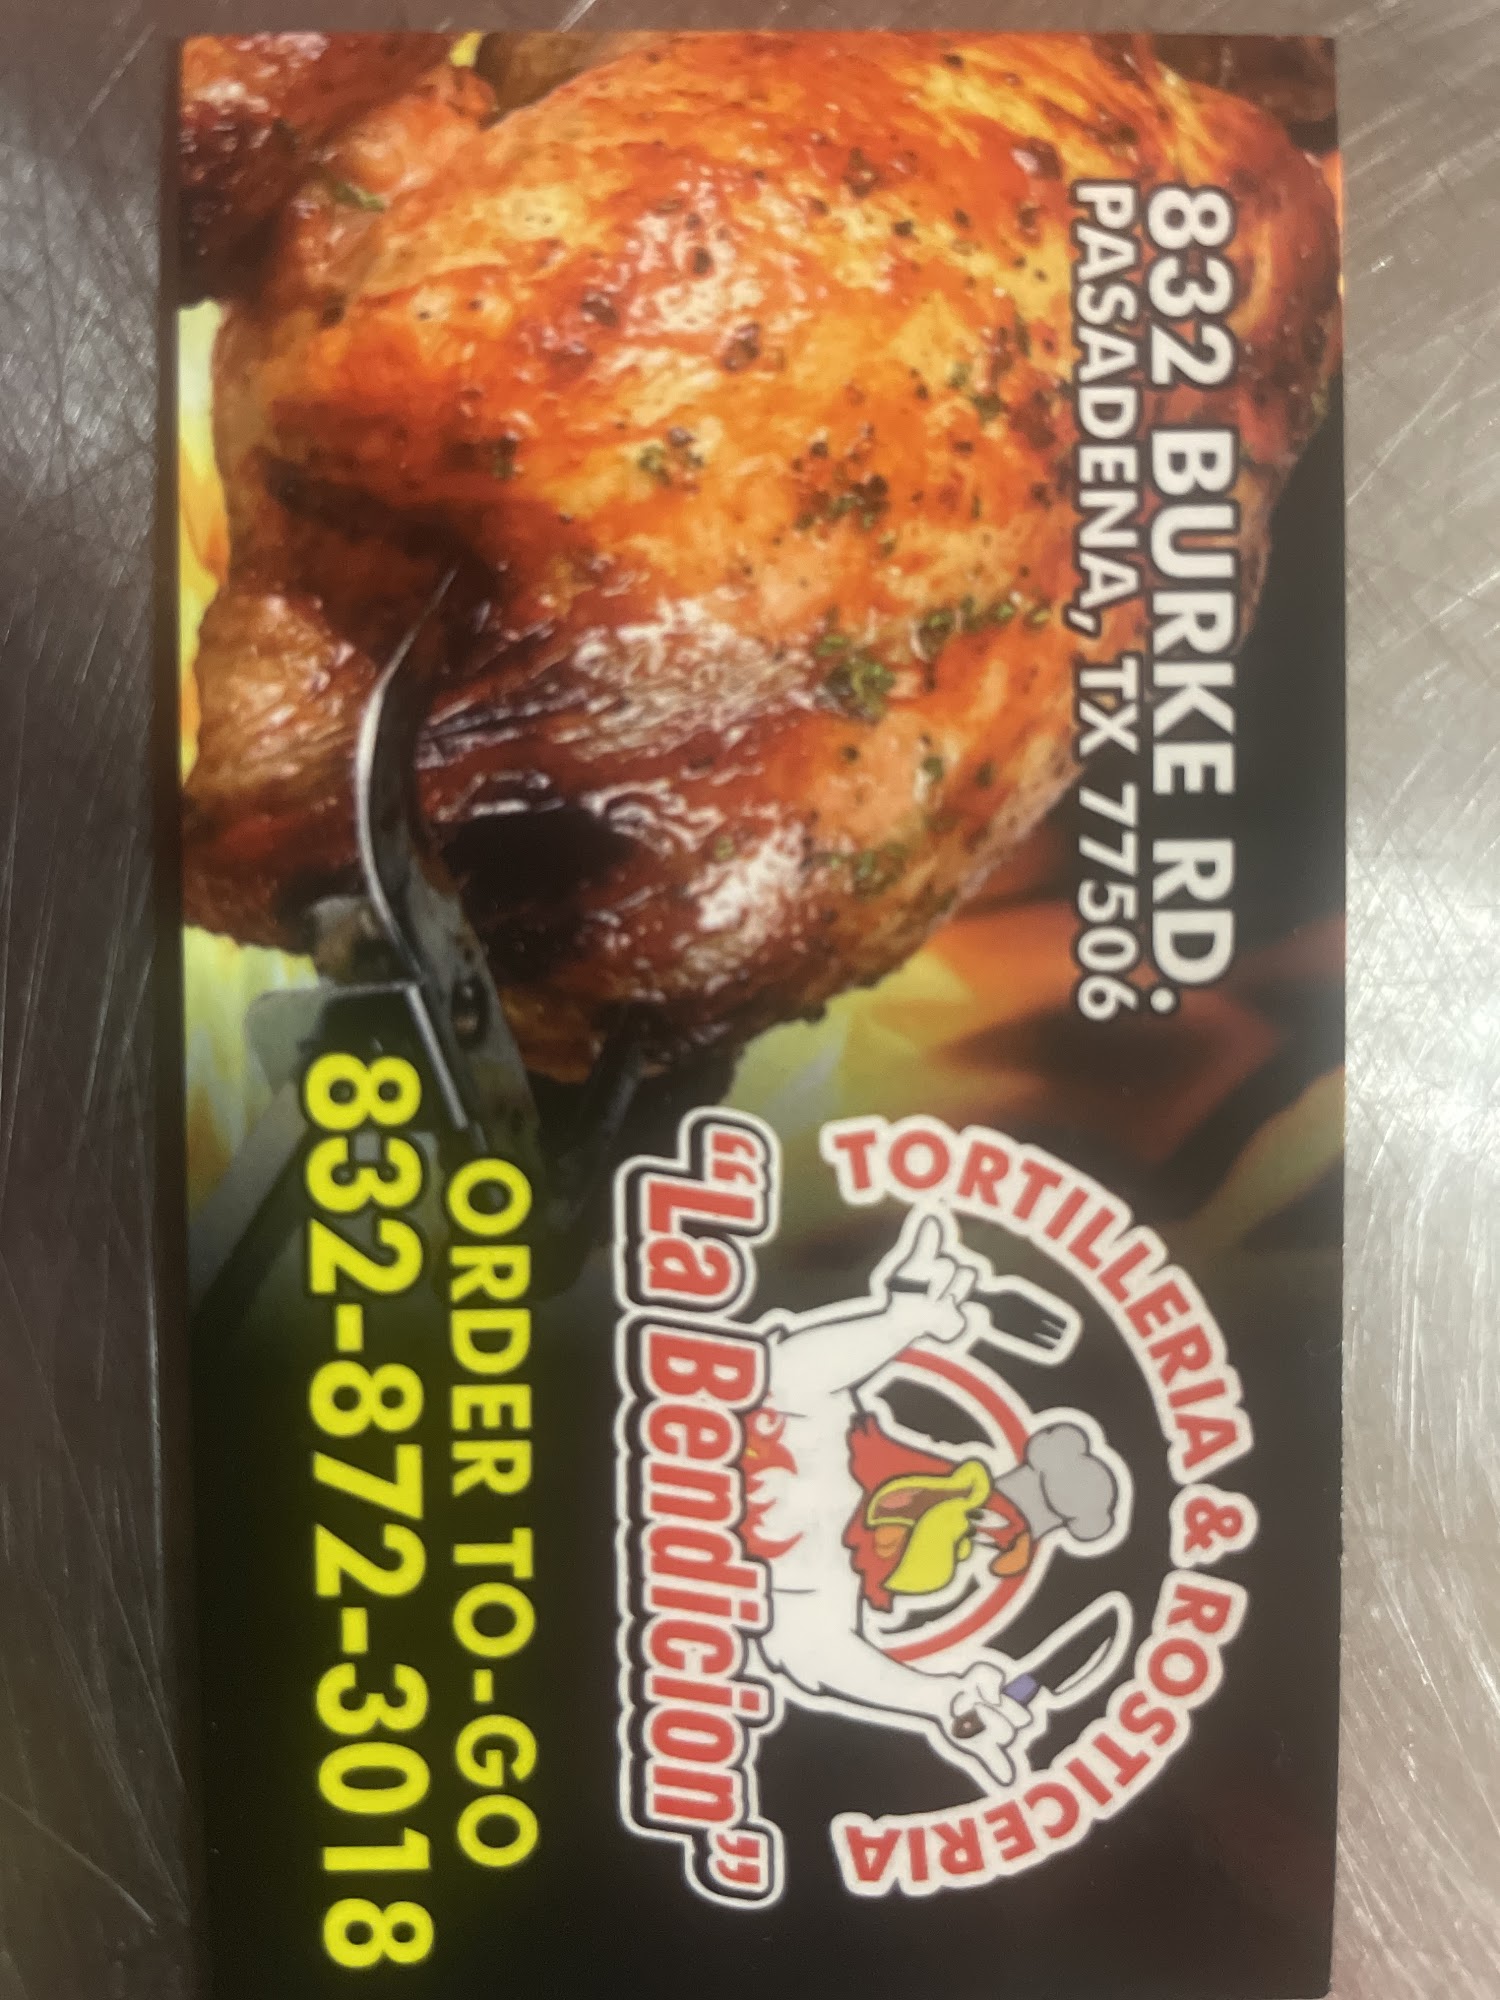 832 BURKE RD.
PASADENA, TX 77506
TORTILLERIA & ROSTICERIA
"La Bendicion"
ORDER TO-GO
832-872-3018